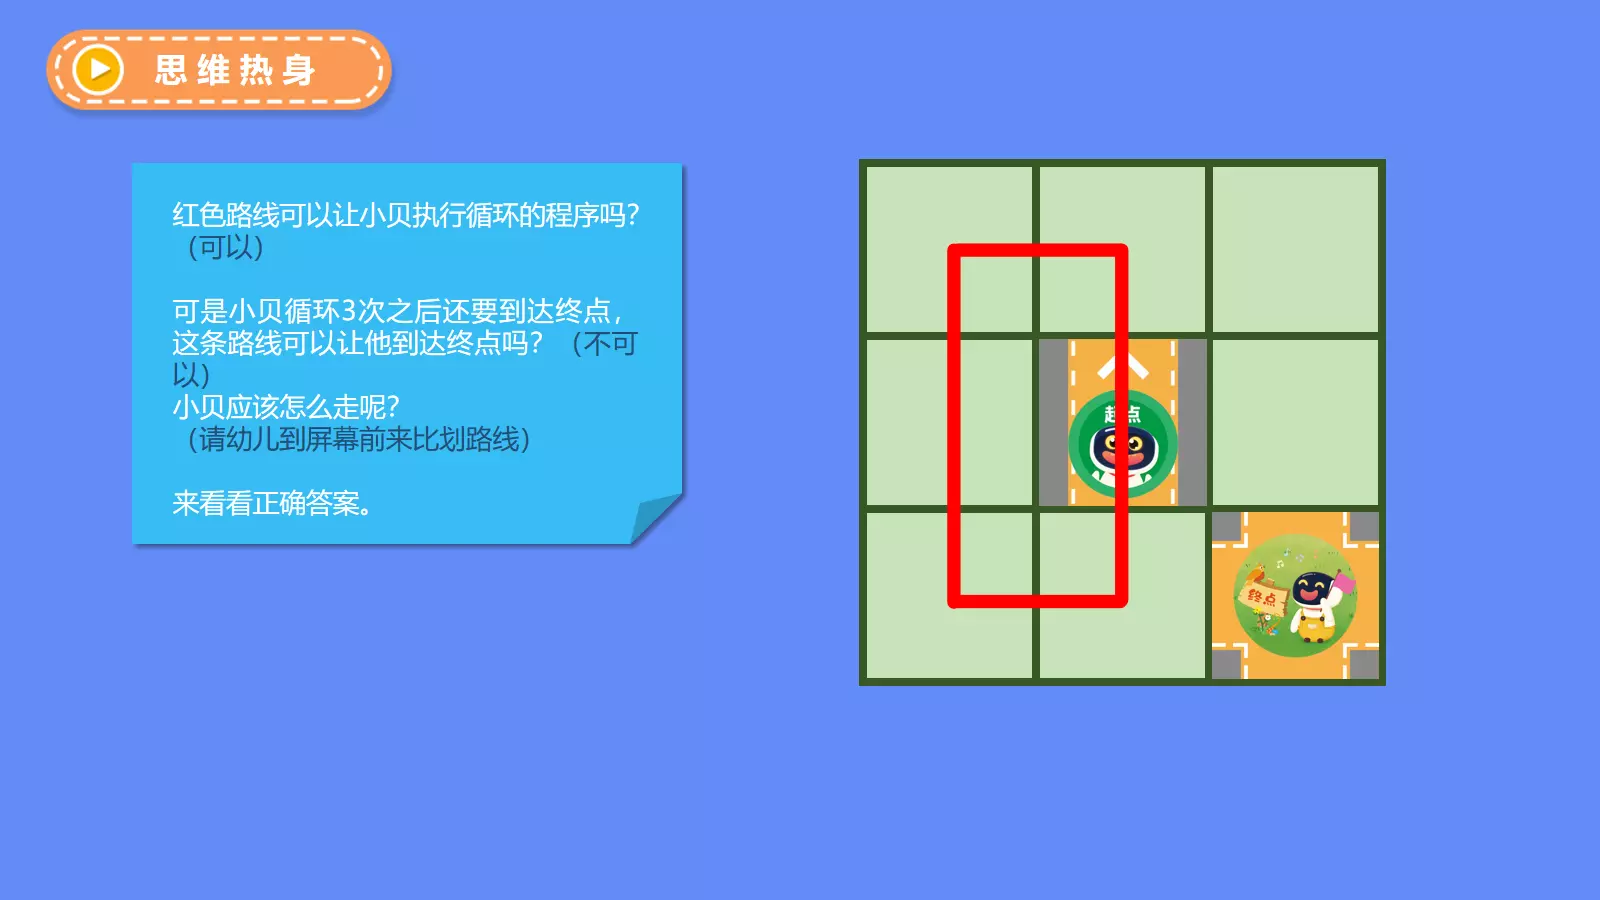 思维热身
红色路线可以让小贝执行循环的程序吗？
（可以）
可是小贝循环3次之后还要到达终点，
这条路线可以让他到达终点吗？（不可
以）
小贝应该怎么走呢？
（请幼儿到屏幕前来比划路线）
来看看正确答案。
起点
终点